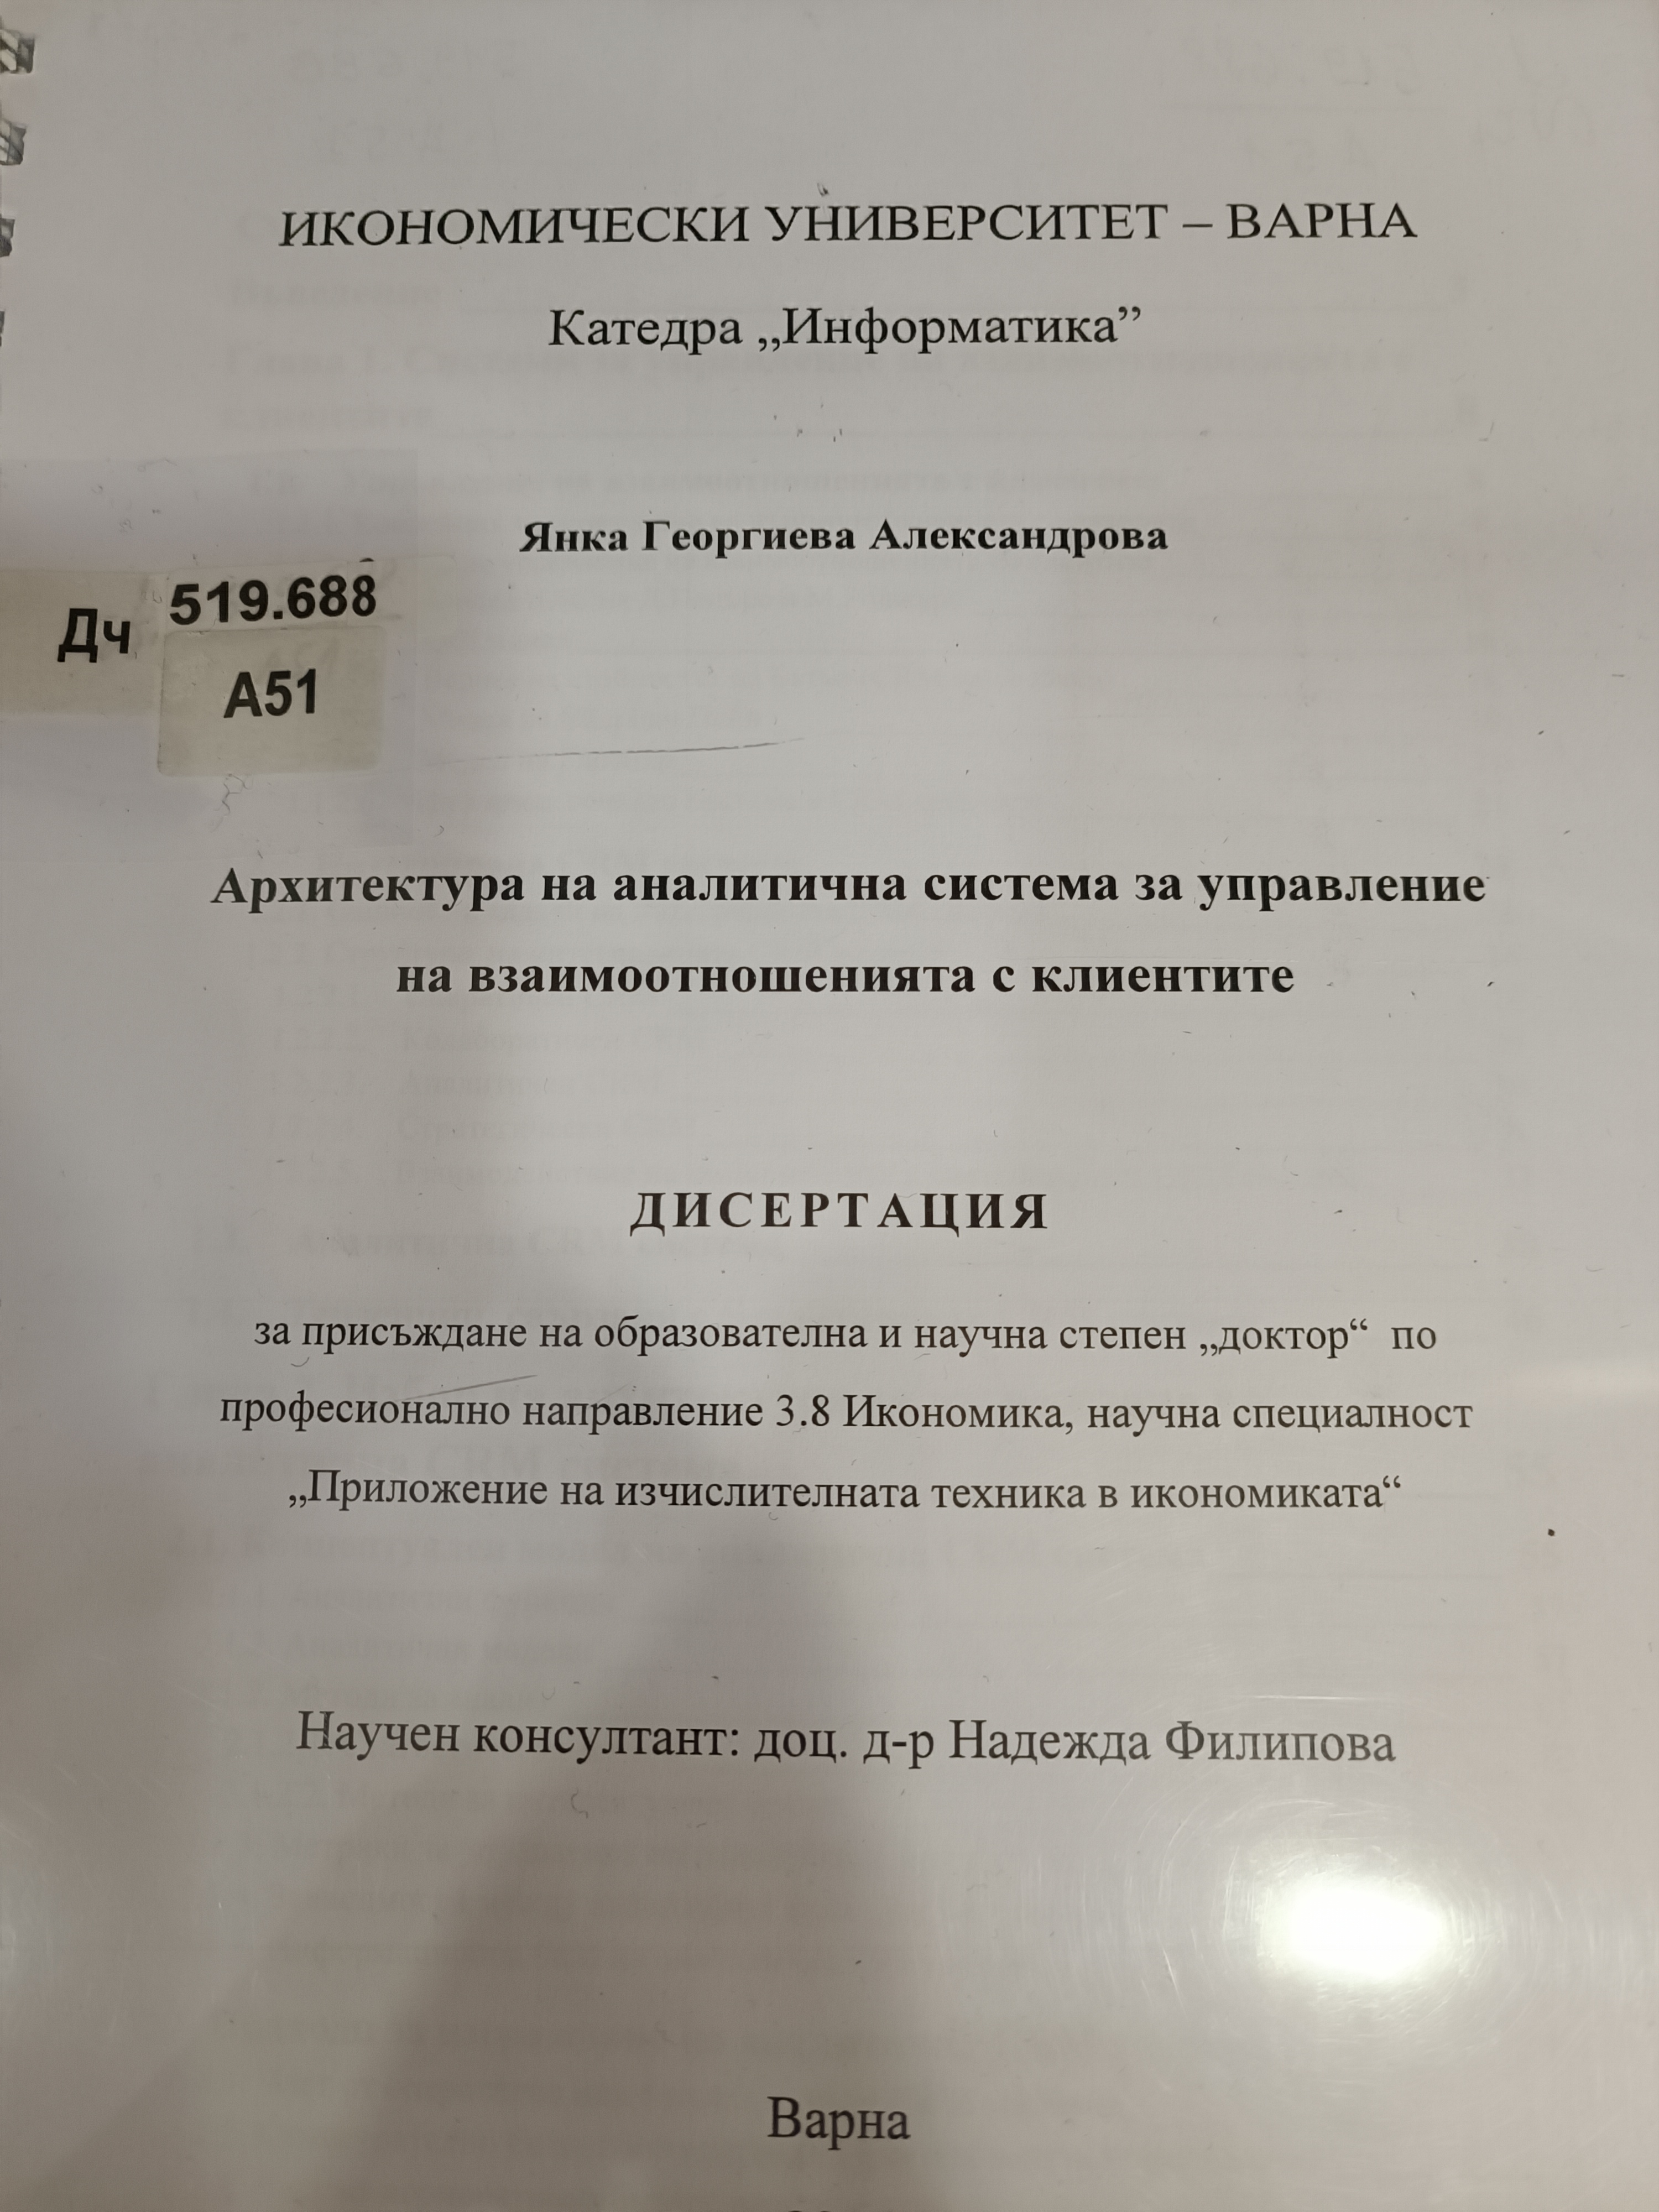 ИКОНОМИЧЕСКИ УНИВЕРСИТЕТ – ВАРНА
Катедра „Информатика”
Янка Георгиева Александрова
Дч
519.688
А51
Архитектура на аналитична система за управление
на взаимоотношенията с клиентите
ДИСЕРТАЦИЯ
за присъждане на образователна и научна степен „доктор“ по
професионално направление 3.8 Икономика, научна специалност
„Приложение на изчислителната техника в икономиката“
Научен консултант: доц. д-р Надежда Филипова
Варна